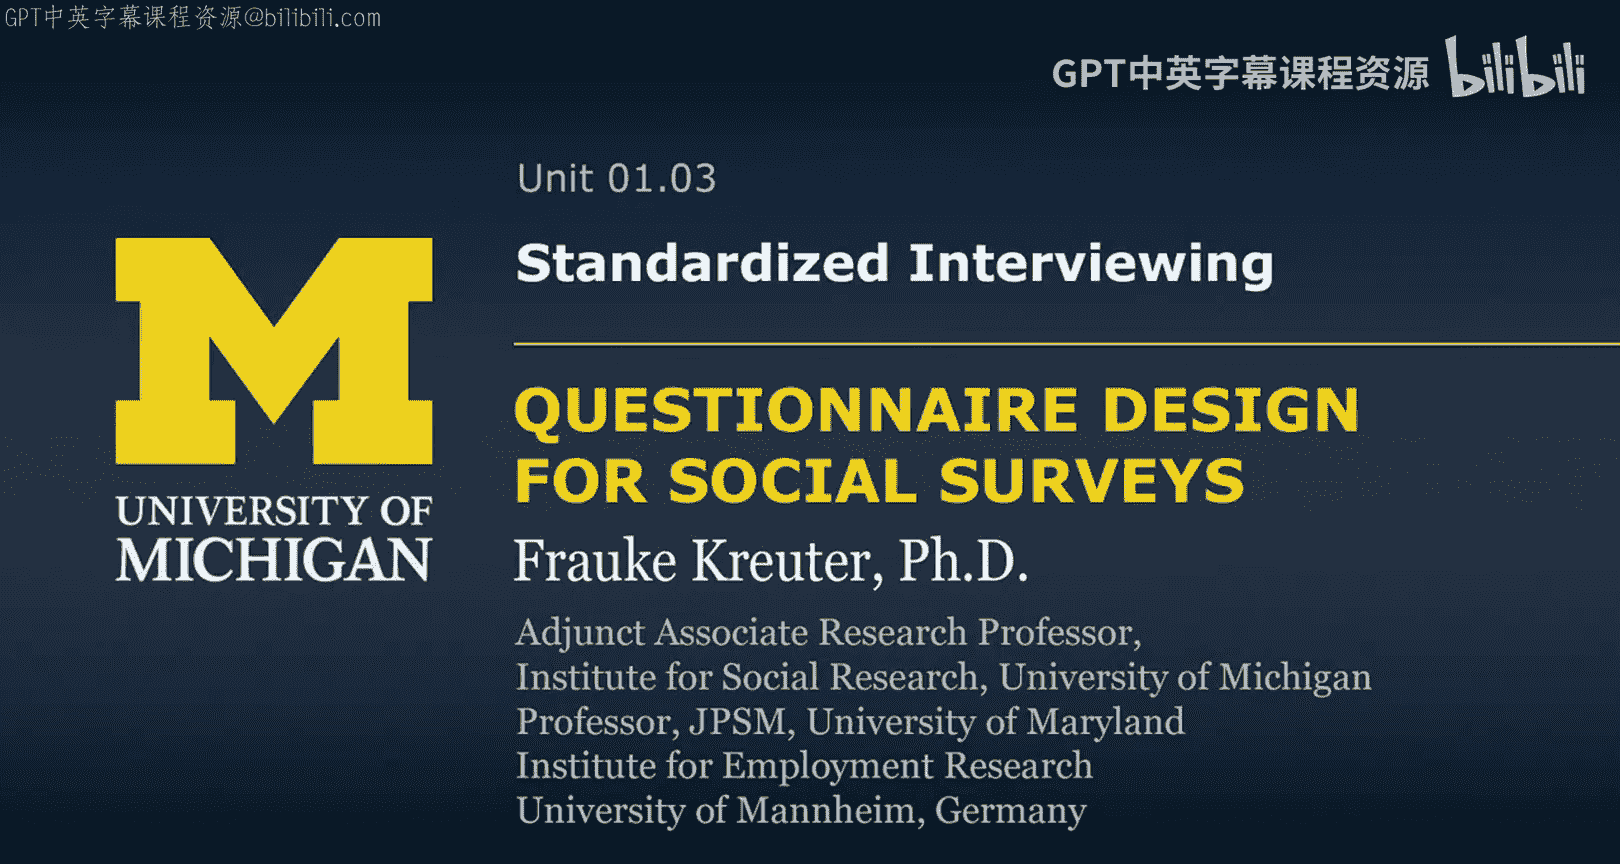 GPT中英字幕课程资源@bilibili.com
GPT中英字幕课程资源 bilibili
Unit 01.03
Standardized Interviewing
QUESTIONNAIRE DESIGN
FOR SOCIAL SURVEYS
Frauke Kreuter, Ph.D.
Adjunct Associate Research Professor,
Institute for Social Research, University of Michigan
Professor, JPSM, University of Maryland
Institute for Employment Research
University of Mannheim, Germany
M
UNIVERSITY OF
MICHIGAN